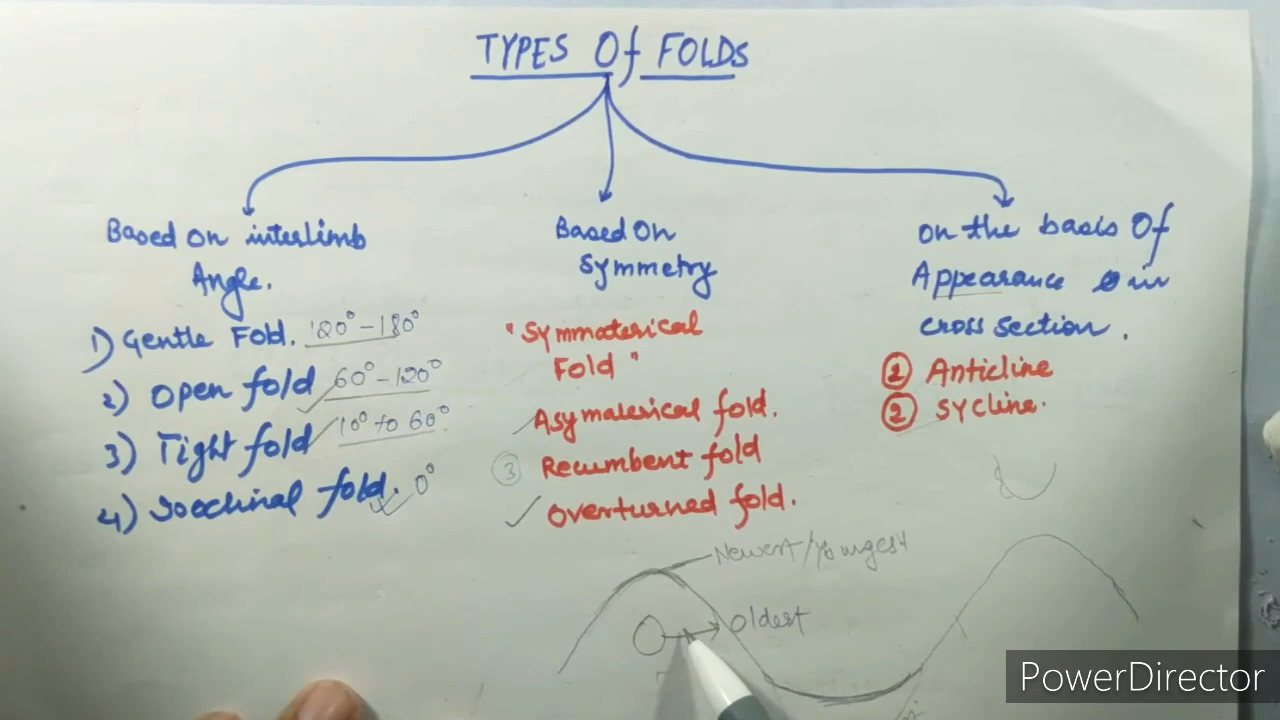 TYPES Of FOLDS
Based on interlimb
Angle.
1) Gentle Fold. 120° - 180°
2) Open fold 60° - 120°
3) Tight fold 10° to 60°
4) Isoclinal fold. 0°
Based On
Symmetry
"Symmaterical
Fold"
Asymaterical fold.
3 Recumbent fold
Overturned fold.
on the basis Of
Appearance in
cross section.
2 Anticline
2 Sycline.
Newest/Youngest
Oldest
PowerDirector